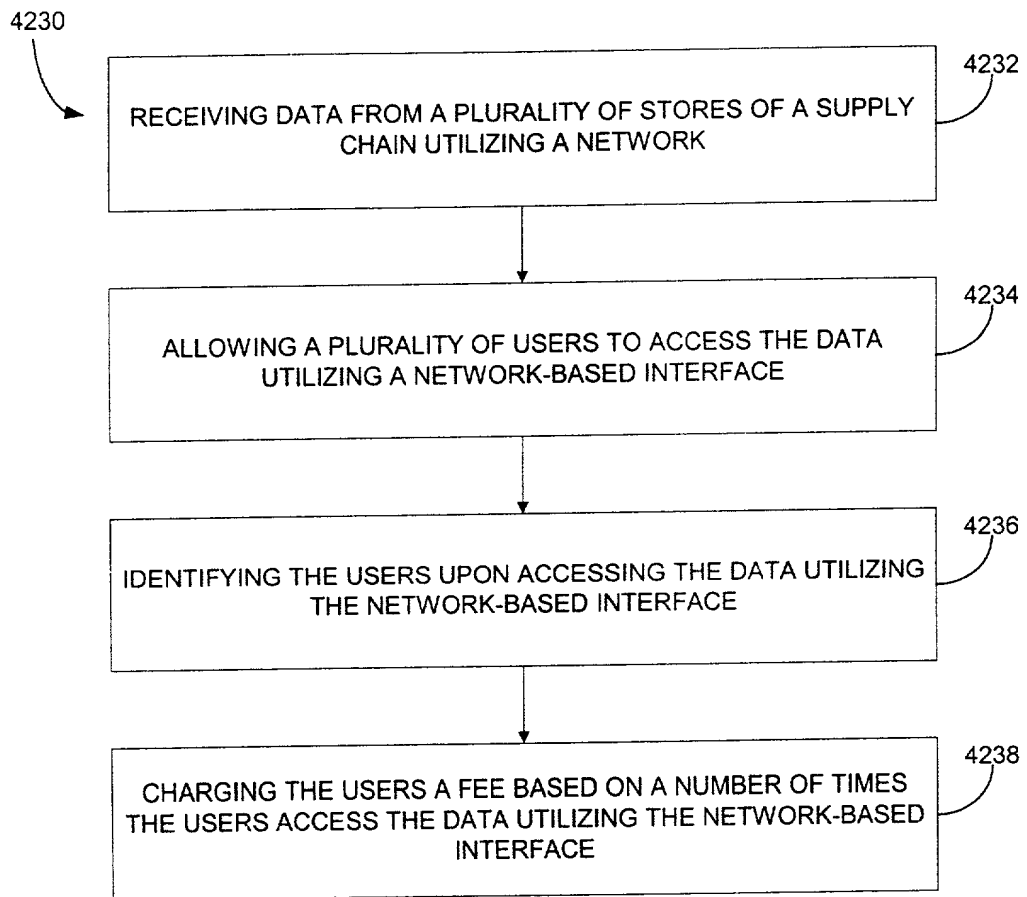 4230
4232
RECEIVING DATA FROM A PLURALITY OF STORES OF A SUPPLY
CHAIN UTILIZING A NETWORK
4234
ALLOWING A PLURALITY OF USERS TO ACCESS THE DATA
UTILIZING A NETWORK-BASED INTERFACE
4236
IDENTIFYING THE USERS UPON ACCESSING THE DATA UTILIZING
THE NETWORK-BASED INTERFACE
4238
CHARGING THE USERS A FEE BASED ON A NUMBER OF TIMES
THE USERS ACCESS THE DATA UTILIZING THE NETWORK-BASED
INTERFACE